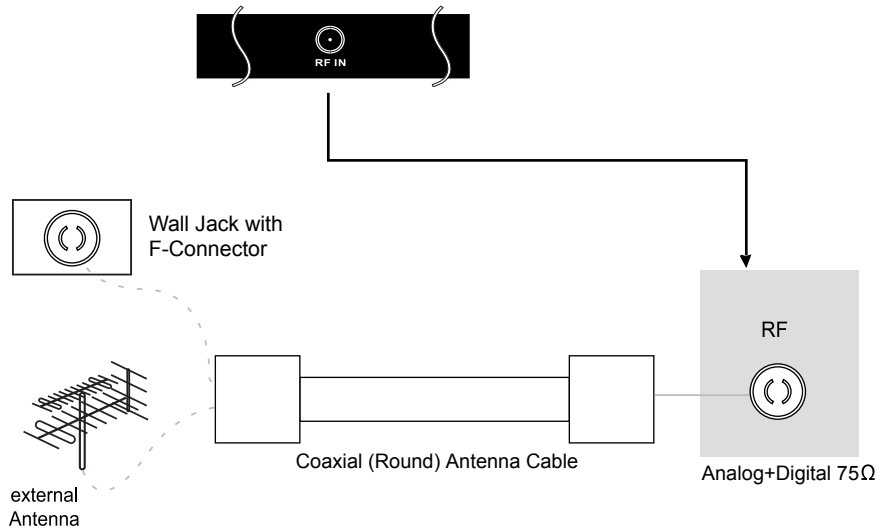 RF IN
Wall Jack with
F-Connector
RF
Coaxial (Round) Antenna Cable
Analog+Digital 75Ω
external
Antenna